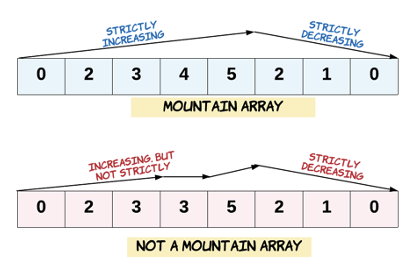 STRICTLY
INCREASING
STRICTLY
DECREASING
0 2 3 4 5 2 1 0
MOUNTAIN ARRAY
INCREASING, BUT
NOT STRICTLY
STRICTLY
DECREASING
0 2 3 3 5 2 1 0
NOT A MOUNTAIN ARRAY